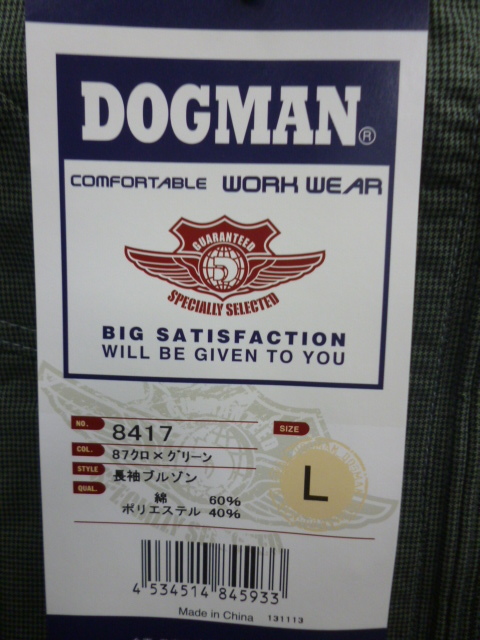 DOGMAN®
COMFORTABLE WORK WEAR
GUARANTEED
SPECIALLY SELECTED
BIG SATISFACTION
WILL BE GIVEN TO YOU
NO. 8417
SIZE L
COL. 87クロ×グリーン
STYLE 長袖ブルゾン
QUAL. 綿 60%
ポリエステル 40%
4 534514 845933
Made in China 131113